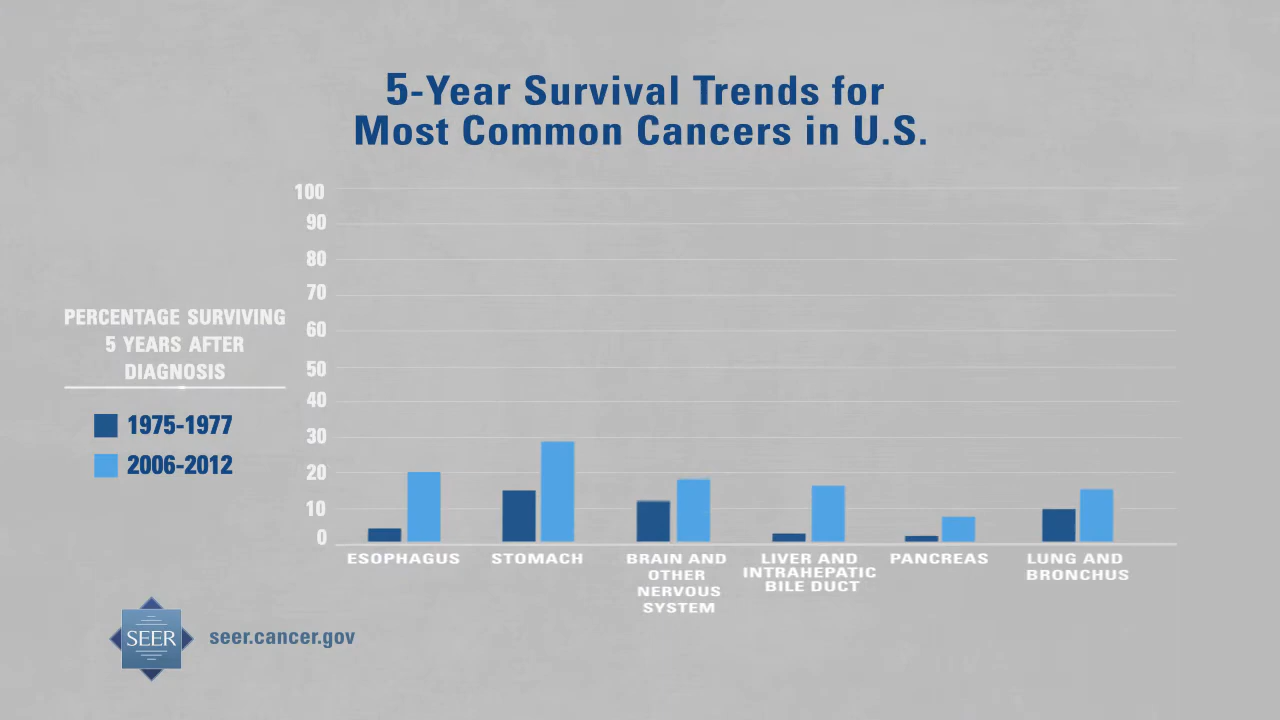 5-Year Survival Trends for
Most Common Cancers in U.S.
100
90
80
70
60
50
40
30
20
10
0
PERCENTAGE SURVIVING
5 YEARS AFTER
DIAGNOSIS
1975-1977
2006-2012
ESOPHAGUS
STOMACH
BRAIN AND
OTHER
NERVOUS
SYSTEM
LIVER AND
INTRAHEPATIC
BILE DUCT
PANCREAS
LUNG AND
BRONCHUS
SEER
seer.cancer.gov